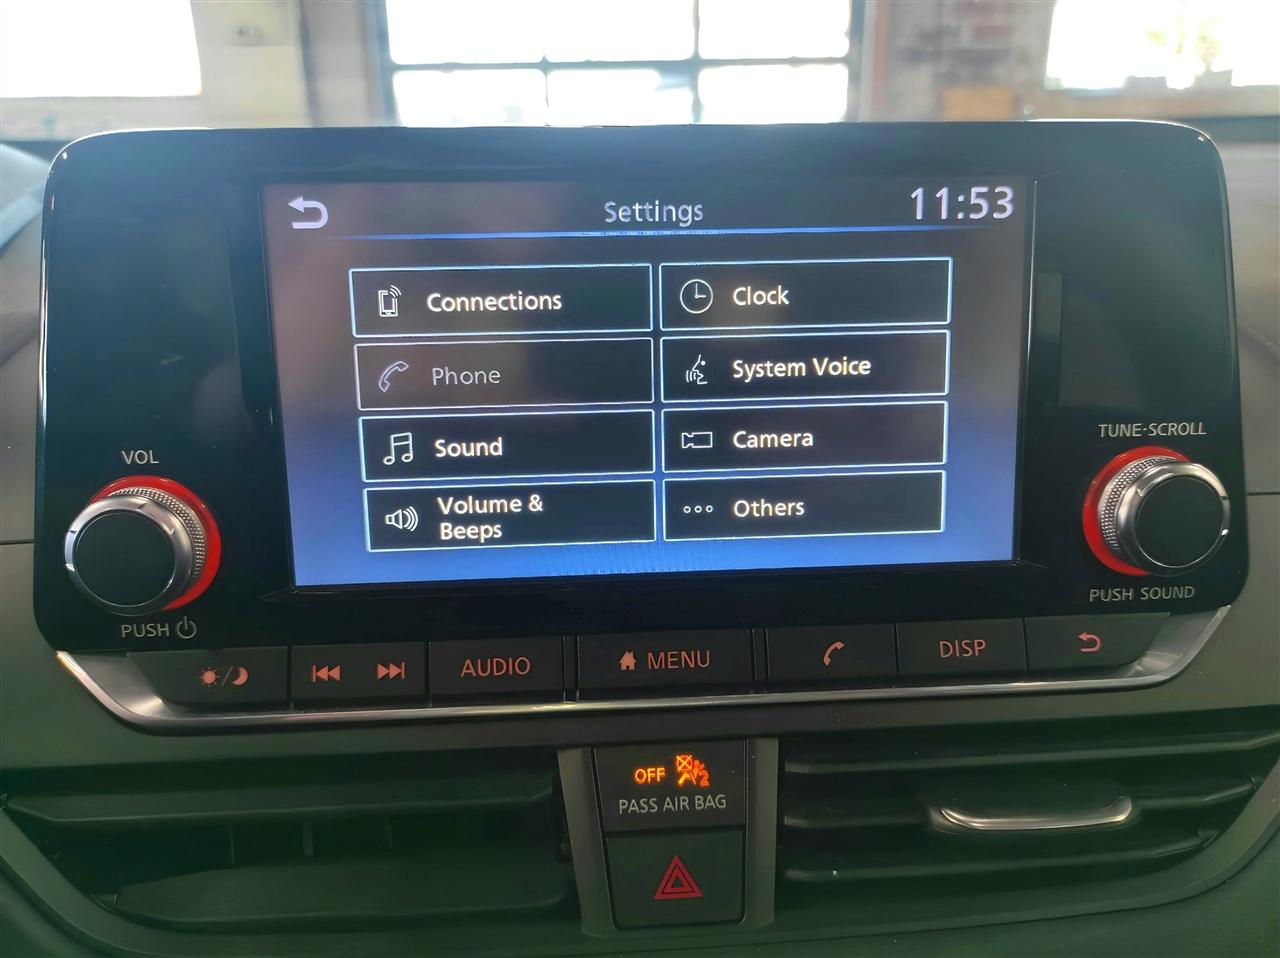 Settings
11:53
Connections
Clock
Phone
System Voice
Sound
Camera
Volume &
Beeps
Others
VOL
PUSH
TUNE·SCROLL
PUSH SOUND
AUDIO
MENU
DISP
OFF 2
PASS AIR BAG